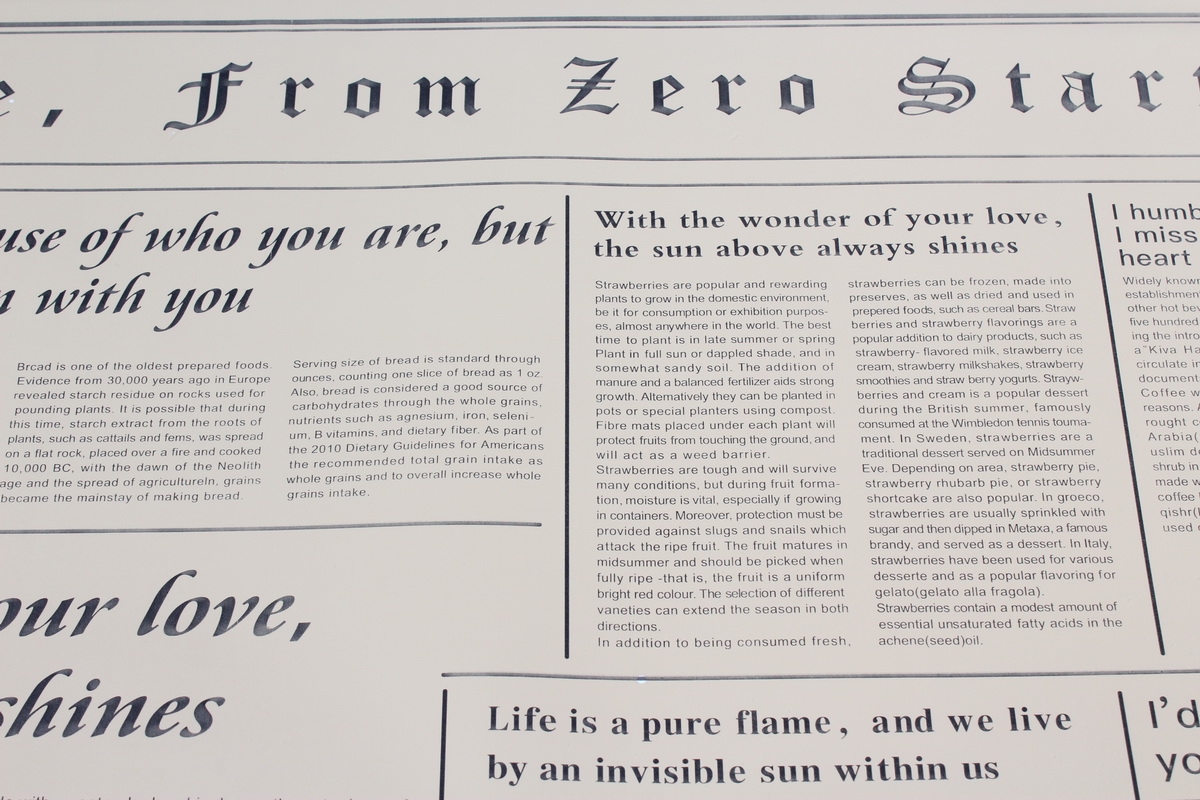 e, From Zero Start
use of who you are, but
n with you
Brcad is one of the oldest prepared foods.
Evidence from 30,000 years ago in Europe
revealed starch residue on rocks used for
pounding plants. It is possible that during
this time, starch extract from the roots of
plants, such as cattails and fems, was spread
on a flat rock, placed over a fire and cooked
10,000 BC, with the dawn of the Neolith
age and the spread of agricultureIn, grains
became the mainstay of making bread.
Serving size of bread is standard through
ounces, counting one slice of bread as 1 oz.
Also, bread is considered a good source of
carbohydrates through the whole grains,
nutrients such as agnesium, iron, seleni-
um, B vitamins, and dietary fiber. As part of
the 2010 Dietary Guidelines for Americans
the recommended total grain intake as
whole grains and to overall increase whole
grains intake.
our love,
shines
With the wonder of your love,
the sun above always shines
Strawberries are popular and rewarding
plants to grow in the domestic environment,
be it for consumption or exhibition purpos-
es, almost anywhere in the world. The best
time to plant is in late summer or spring
Plant in full sun or dappled shade, and in
somewhat sandy soil. The addition of
manure and a balanced fertilizer aids strong
growth. Alternatively they can be planted in
pots or special planters using compost.
Fibre mats placed under each plant will
protect fruits from touching the ground, and
will act as a weed barrier.
Strawberries are tough and will survive
many conditions, but during fruit forma-
tion, moisture is vital, especially if growing
in containers. Moreover, protection must be
provided against slugs and snails which
attack the ripe fruit. The fruit matures in
midsummer and should be picked when
fully ripe -that is, the fruit is a uniform
bright red colour. The selection of different
vaneties can extend the season in both
directions.
In addition to being consumed fresh,
strawberries can be frozen, made into
preserves, as well as dried and used in
prepared foods, such as cereal bars. Straw
berries and strawberry flavorings are a
popular addition to dairy products, such as
strawberry- flavored milk, strawberry ice
cream, strawberry milkshakes, strawberry
smoothies and straw berry yogurts. Strayw-
berries and cream is a popular dessert
during the British summer, famously
consumed at the Wimbledon tennis tourna-
ment. In Sweden, strawberries are a
traditional dessert served on Midsummer
Eve. Depending on area, strawberry pie,
strawberry rhubarb pie, or strawberry
shortcake are also popular. In groeco,
strawberries are usually sprinkled with
sugar and then dipped in Metaxa, a famous
brandy, and served as a dessert. In Italy,
strawberries have been used for various
desserte and as a popular flavoring for
gelato(gelato alla fragola).
Strawberries contain a modest amount of
essential unsaturated fatty acids in the
achene(seed)oil.
I humb
I miss
heart
Widely known
establishment
other hot bev
five hundred
ing the intro
a"Kiva Ha
circulate in
document
Coffee w
reasons. A
rought co
Arabia(
uslim de
shrub in
made w
coffee
qishr(
used
Life is a pure flame, and we live
by an invisible sun within us
I'd
yo